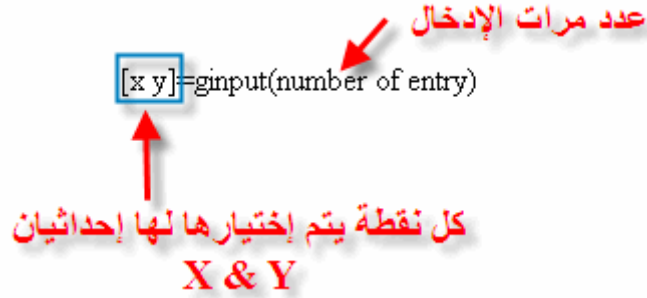 عدد مرات الإدخال
[x y]=ginput(number of entry)
كل نقطة يتم إختيارها لها إحداثيان
X & Y